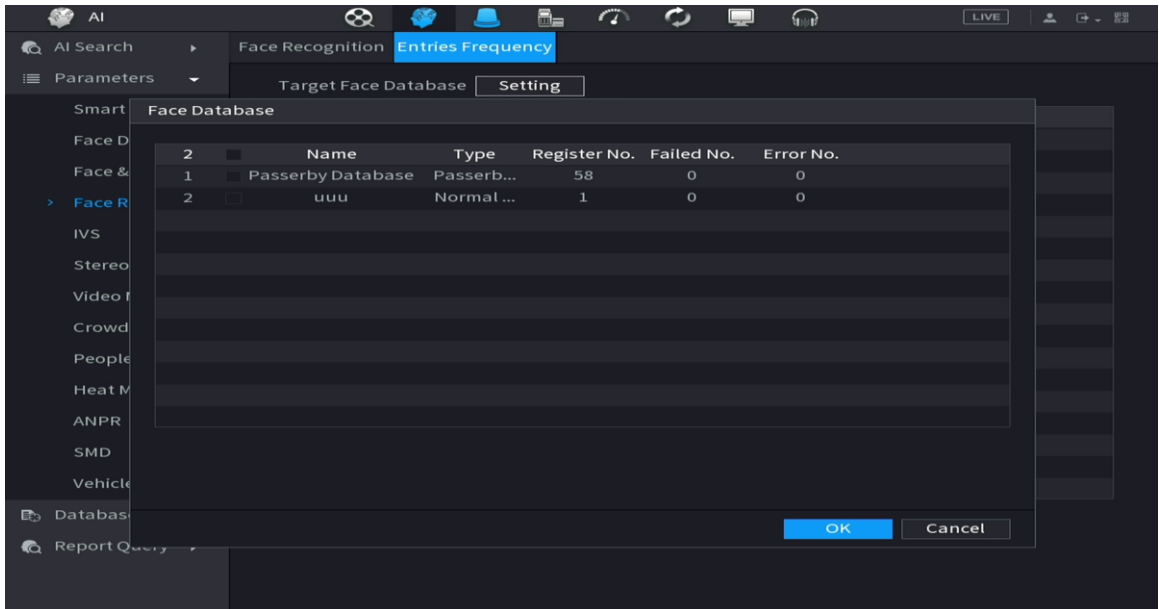 AI
LIVE
AI Search
Parameters
Smart
Face D
Face &
Face R
IVS
Stereo
Video
Crowd
People
Heat M
ANPR
SMD
Vehicle
Databas
Report Query
Face Recognition Entries Frequency
Target Face Database Setting
Face Database
2 Name Type Register No. Failed No. Error No.
1 Passerby Database Passerb... 58 0 0
2 uuu Normal ... 1 0 0
OK Cancel